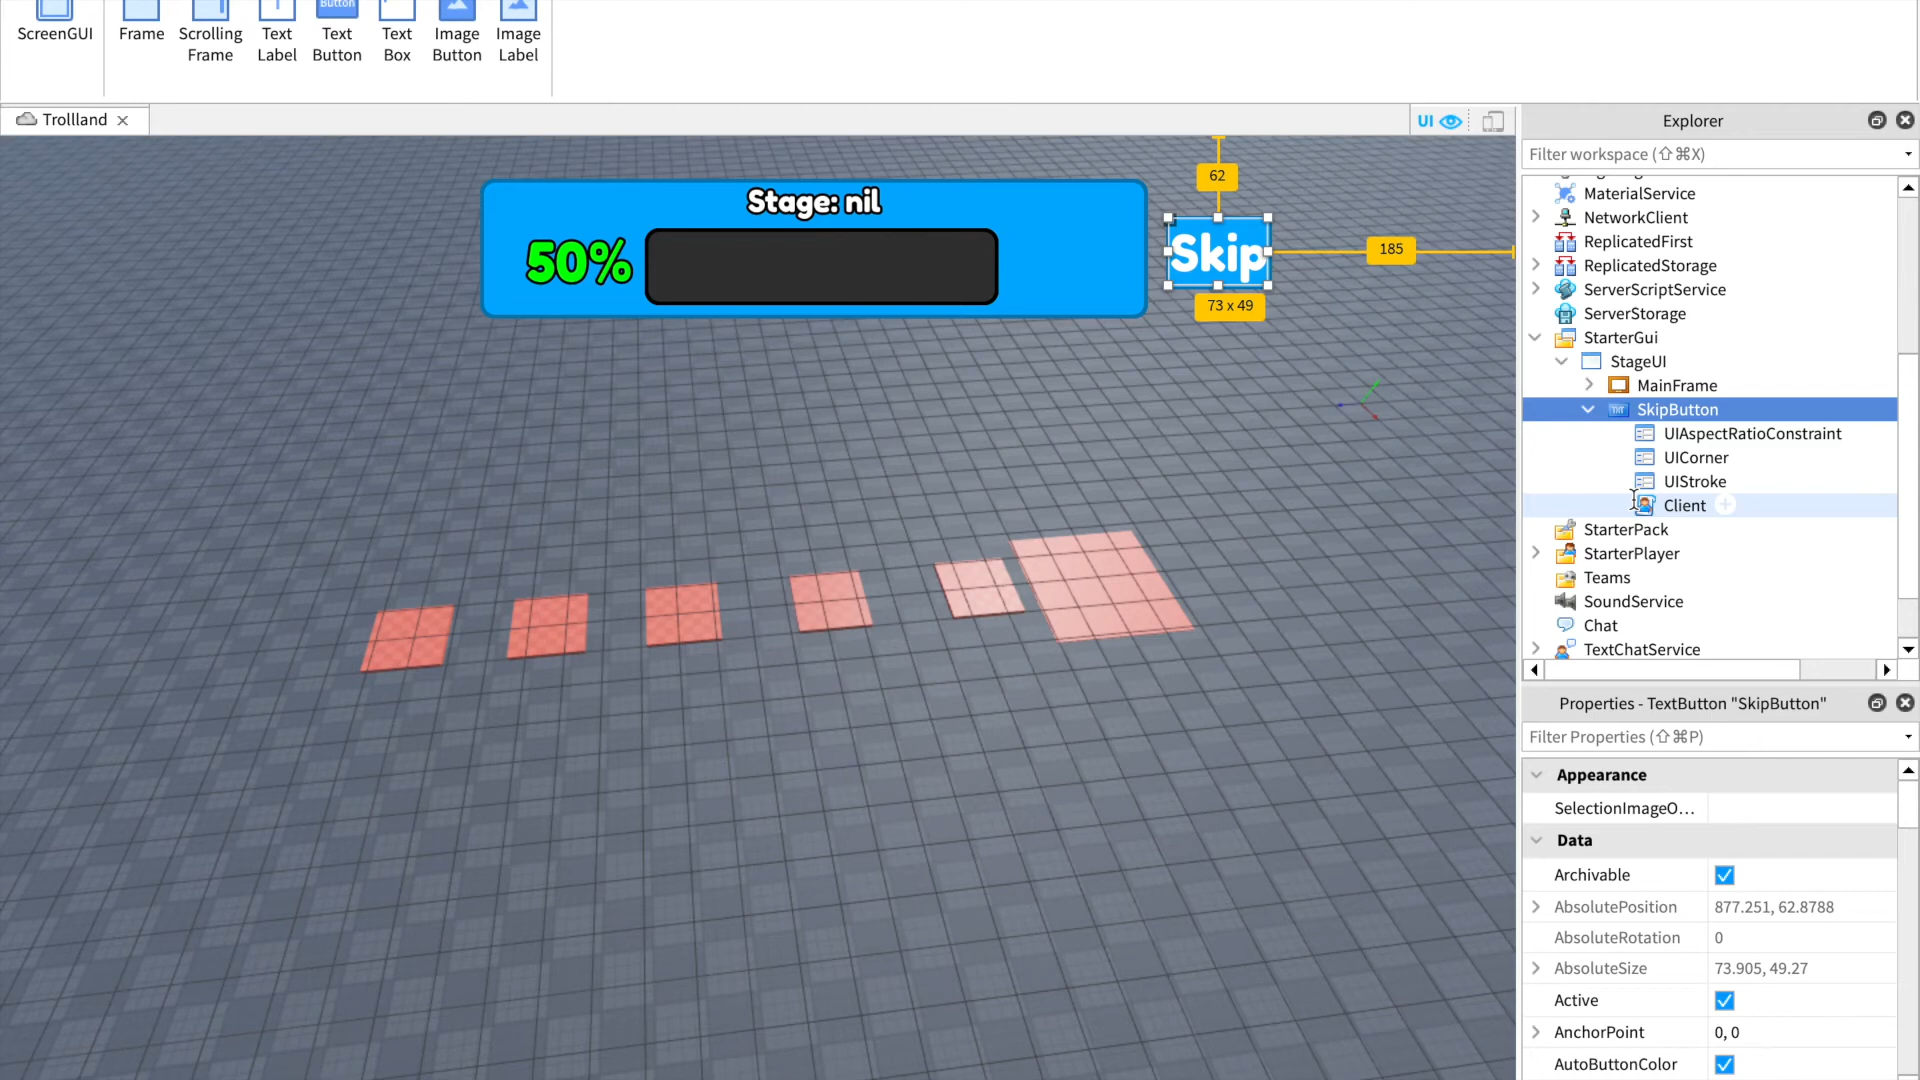 ScreenGUI
Frame
Scrolling
Frame
Text
Label
Button
Text
Button
Text
Box
Image
Button
Image
Label
Trollland
UI
Stage: nil
50%
Skip
62
185
73 x 49
Explorer
Filter workspace (⇧⌘X)
MaterialService
NetworkClient
ReplicatedFirst
ReplicatedStorage
ServerScriptService
ServerStorage
StarterGui
StageUI
MainFrame
TXT SkipButton
UIAspectRatioConstraint
UICorner
UIStroke
Client
StarterPack
StarterPlayer
Teams
SoundService
Chat
TextChatService
Properties - TextButton "SkipButton"
Filter Properties (⇧⌘P)
Appearance
SelectionImageO...
Data
Archivable
AbsolutePosition 877.251, 62.8788
AbsoluteRotation 0
AbsoluteSize 73.905, 49.27
Active
AnchorPoint 0, 0
AutoButtonColor